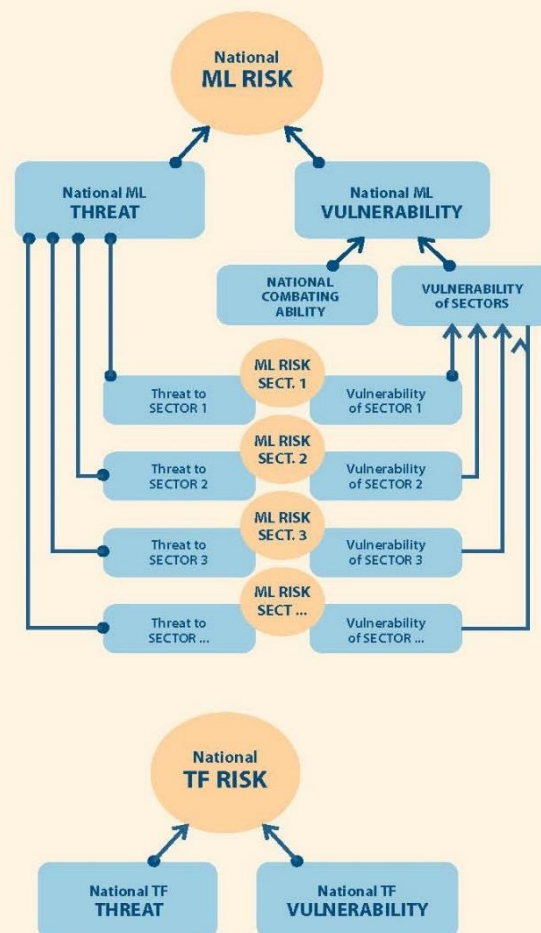 National
ML RISK
National ML
THREAT
National ML
VULNERABILITY
NATIONAL
COMBATING
ABILITY
VULNERABILITY
of SECTORS
ML RISK
SECT. 1
Threat to
SECTOR 1
Vulnerability
of SECTOR 1
ML RISK
SECT. 2
Threat to
SECTOR 2
Vulnerability
of SECTOR 2
ML RISK
SECT. 3
Threat to
SECTOR 3
Vulnerability
of SECTOR 3
ML RISK
SECT ...
Threat to
SECTOR ...
Vulnerability
of SECTOR ...
National
TF RISK
National TF
THREAT
National TF
VULNERABILITY